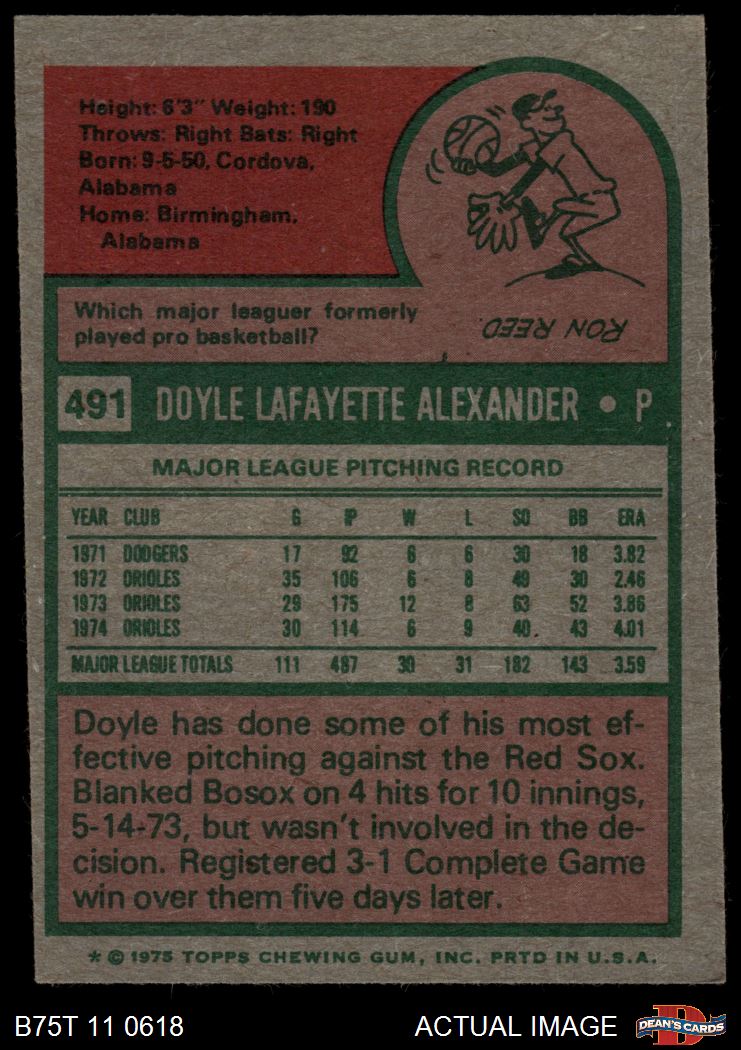 Height: 6'3" Weight: 190
Throws: Right Bats: Right
Born: 9-5-50, Cordova,
Alabama
Home: Birmingham,
Alabama
Which major leaguer formerly
played pro basketball?
RON REED
491 DOYLE LAFAYETTE ALEXANDER • P
MAJOR LEAGUE PITCHING RECORD
YEAR CLUB G IP W L SO BB ERA
1971 DODGERS 17 92 6 6 30 18 3.82
1972 ORIOLES 35 106 6 8 49 30 2.46
1973 ORIOLES 29 175 12 8 63 52 3.86
1974 ORIOLES 30 114 6 9 40 43 4.01
MAJOR LEAGUE TOTALS 111 487 30 31 182 143 3.59
Doyle has done some of his most ef-
fective pitching against the Red Sox.
Blanked Bosox on 4 hits for 10 innings,
5-14-73, but wasn't involved in the de-
cision. Registered 3-1 Complete Game
win over them five days later.
* © 1975 TOPPS CHEWING GUM, INC. PRTD IN U.S.A.
B75T 11 0618 ACTUAL IMAGE DEAN'S CARDS